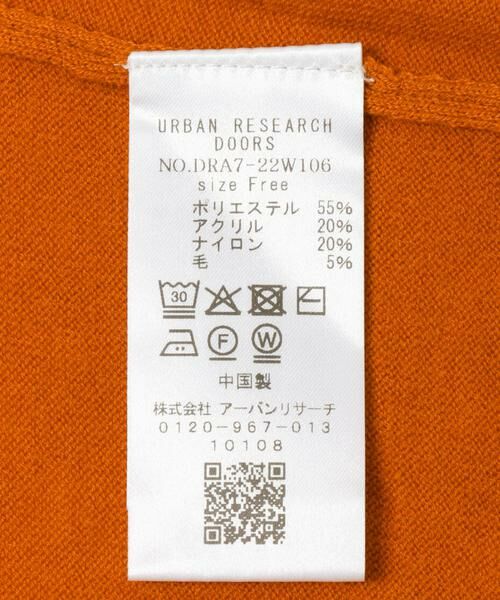 URBAN RESEARCH
DOORS
NO.DRA7-22W106
size Free
ポリエステル 55%
アクリル 20%
ナイロン 20%
毛 5%
30
F W
中国製
株式会社 アーバンリサーチ
0120-967-013
10108